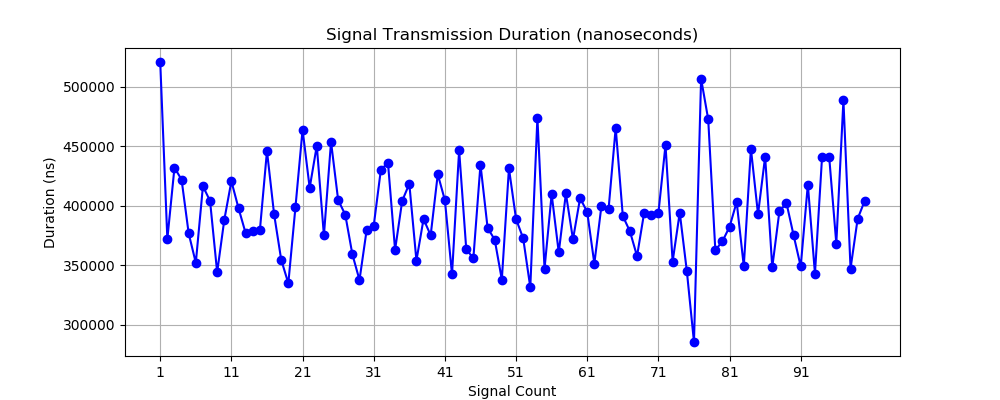 Signal Transmission Duration (nanoseconds)
Duration (ns)
500000
450000
400000
350000
300000
1 11 21 31 41 51 61 71 81 91
Signal Count